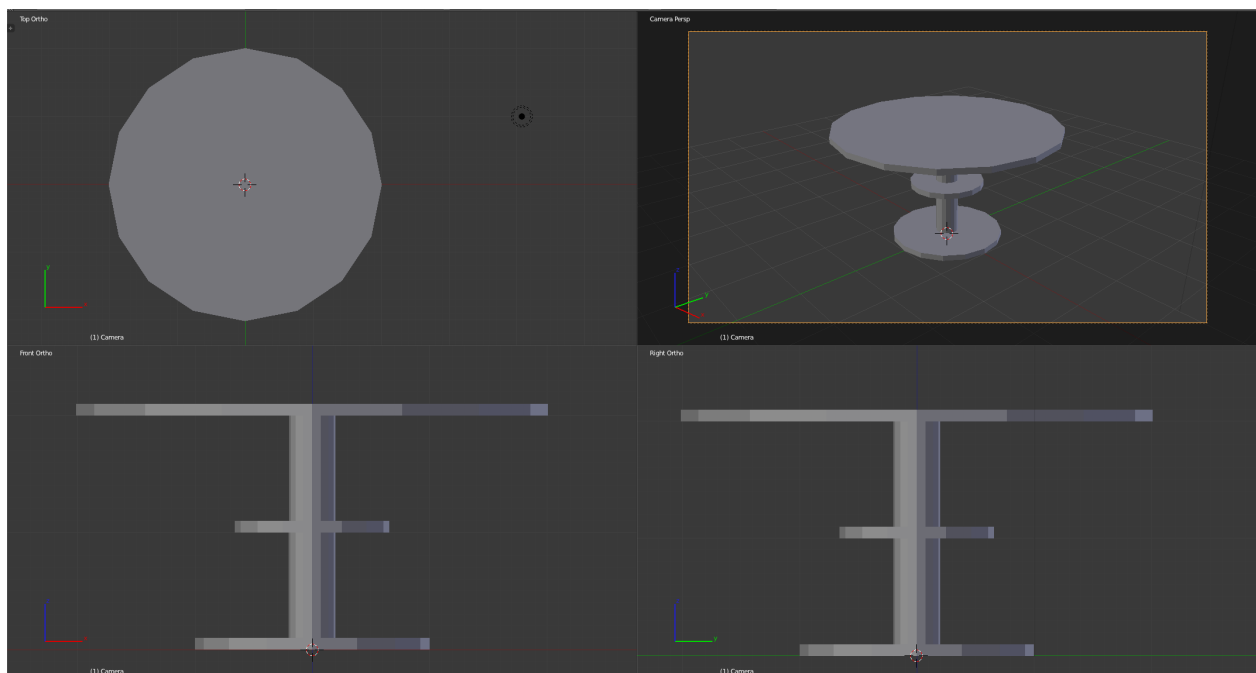 Top Ortho
Camera Persp
y
z
y
(1) Camera
(1) Camera
Front Ortho
Right Ortho
y
(1) Camera
(1) Camera